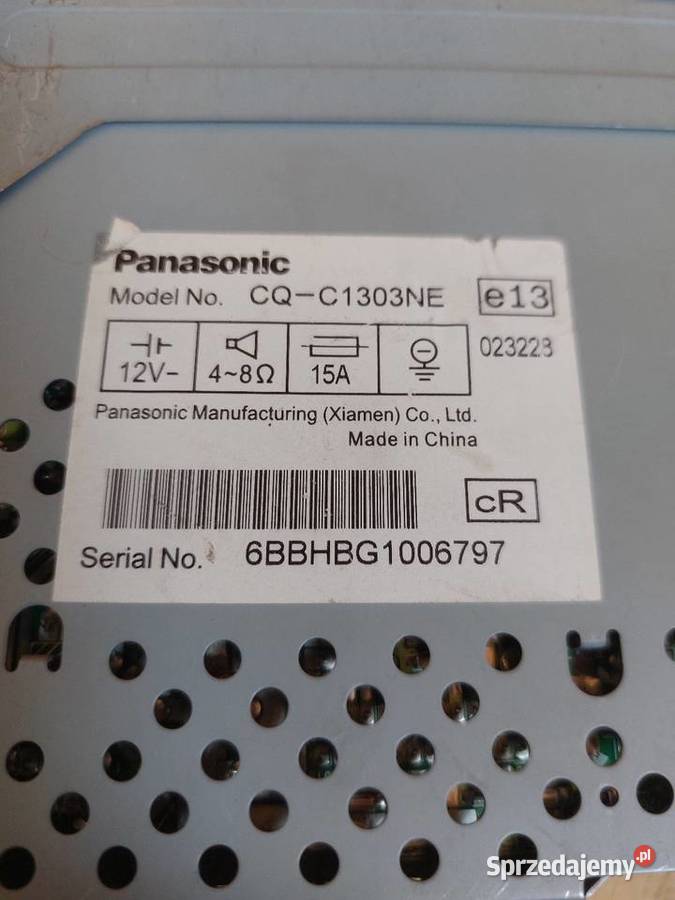 Panasonic
Model No. CQ-C1303NE e13
12V⎓ 4~8Ω 15A 023223
Panasonic Manufacturing (Xiamen) Co., Ltd.
Made in China
cR
Serial No. 6BBHBG1006797
Sprzedajemy.pl